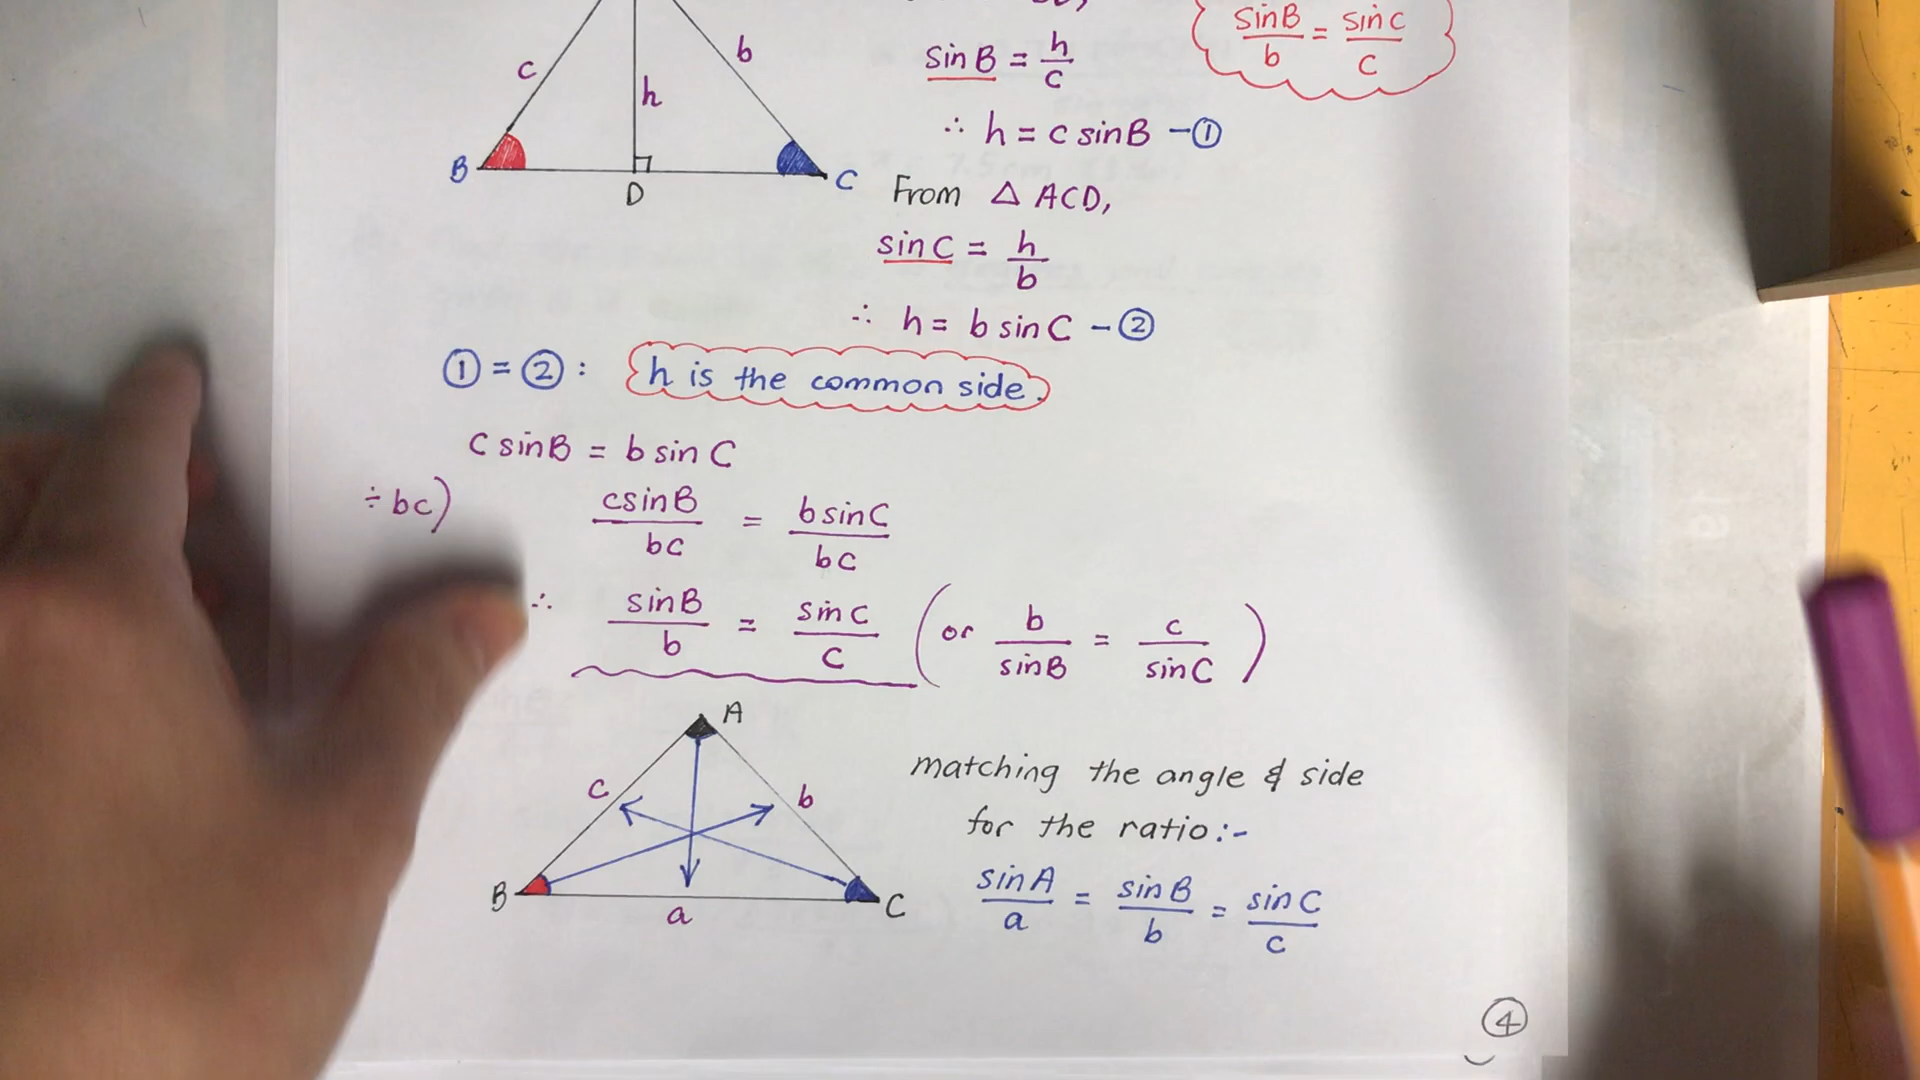 sinB/b = sinC/c
c
b
h
B
D
C
sin B = h/c
∴ h = c sinB –①
From △ ACD,
sinC = h/b
∴ h = b sinC –②
① = ② : h is the common side.
c sinB = b sinC
÷bc) csinB/bc = bsinC/bc
∴ sinB/b = sinC/c (or b/sinB = c/sinC)
A
c
b
B
a
C
matching the angle & side
for the ratio:-
sinA/a = sinB/b = sinC/c
④